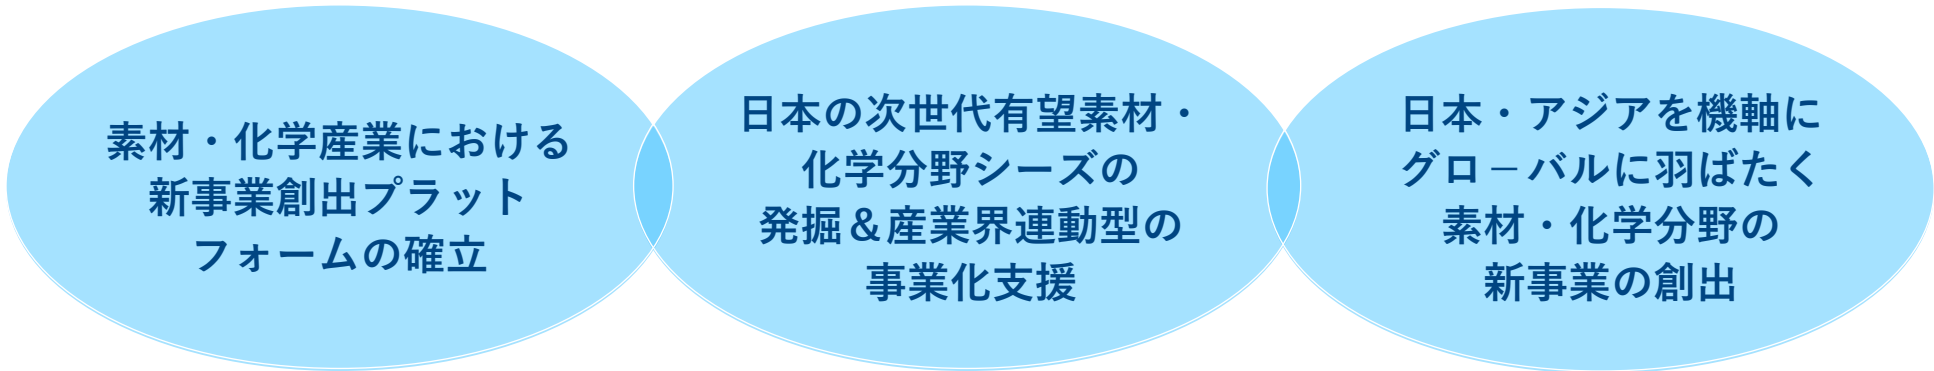 素材・化学産業における
新事業創出プラット
フォームの確立
日本の次世代有望素材・
化学分野シーズの
発掘＆産業界連動型の
事業化支援
日本・アジアを機軸に
グロ－バルに羽ばたく
素材・化学分野の
新事業の創出